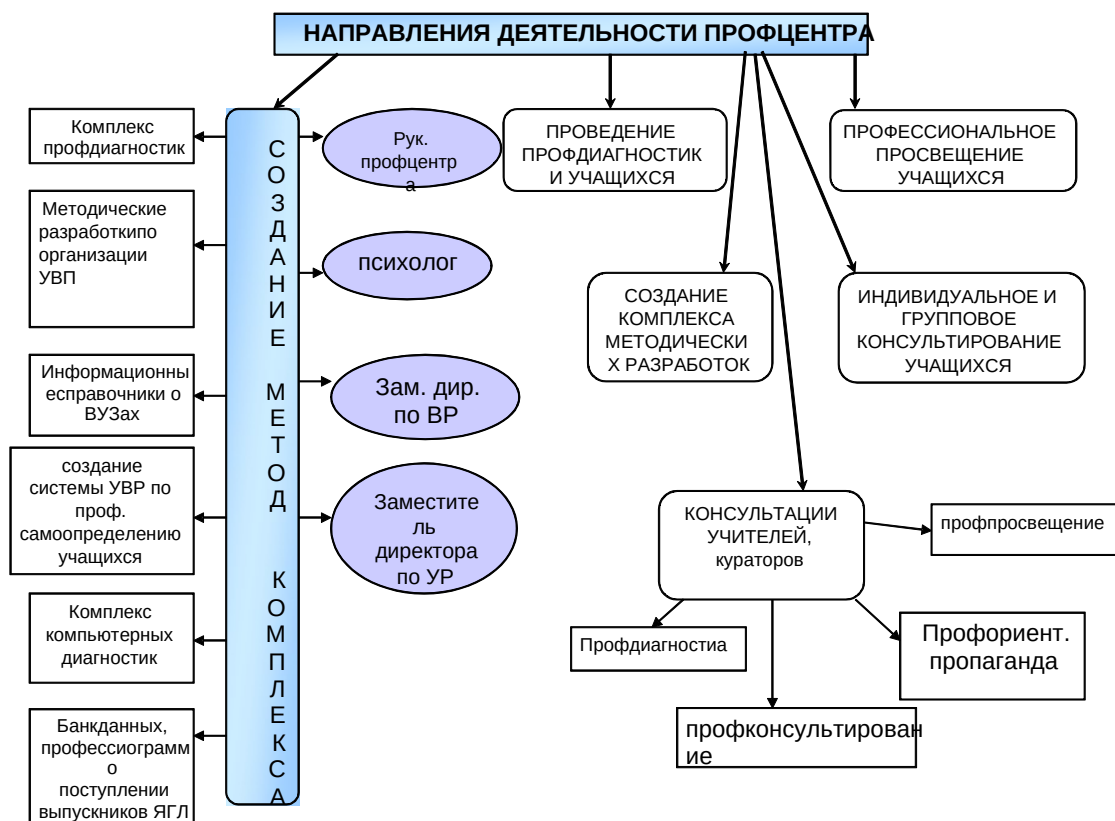 НАПРАВЛЕНИЯ ДЕЯТЕЛЬНОСТИ ПРОФЦЕНТРА
Комплекс
профдиагностик
Методические
разработкипо
организации
УВП
Информационны
есправочники о
ВУЗах
создание
системы УВР по
проф.
самоопределению
учащихся
Комплекс
компьютерных
диагностик
Банкданных,
профессиограмм
о
поступлении
выпускников ЯГЛ
СОЗДАНИЕ МЕТОД КОМПЛЕКСА
Рук.
профцентр
а
психолог
Зам. дир.
по ВР
Заместите
ль
директора
по УР
ПРОВЕДЕНИЕ
ПРОФДИАГНОСТИК
И УЧАЩИХСЯ
ПРОФЕССИОНАЛЬНОЕ
ПРОСВЕЩЕНИЕ
УЧАЩИХСЯ
СОЗДАНИЕ
КОМПЛЕКСА
МЕТОДИЧЕСКИ
Х РАЗРАБОТОК
ИНДИВИДУАЛЬНОЕ И
ГРУППОВОЕ
КОНСУЛЬТИРОВАНИЕ
УЧАЩИХСЯ
КОНСУЛЬТАЦИИ
УЧИТЕЛЕЙ,
кураторов
профпросвещение
Профдиагностиа
Профориент.
пропаганда
профконсультирован
ие